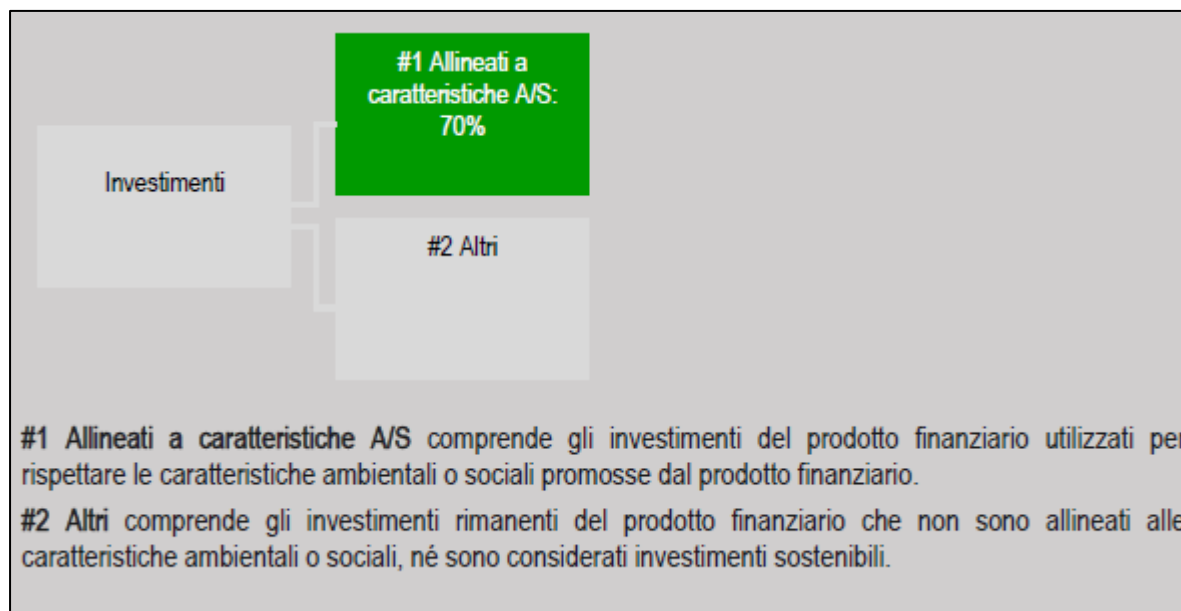 #1 Allineati a
caratteristiche A/S:
70%
Investimenti
#2 Altri
#1 Allineati a caratteristiche A/S comprende gli investimenti del prodotto finanziario utilizzati per
rispettare le caratteristiche ambientali o sociali promosse dal prodotto finanziario.
#2 Altri comprende gli investimenti rimanenti del prodotto finanziario che non sono allineati alle
caratteristiche ambientali o sociali, né sono considerati investimenti sostenibili.